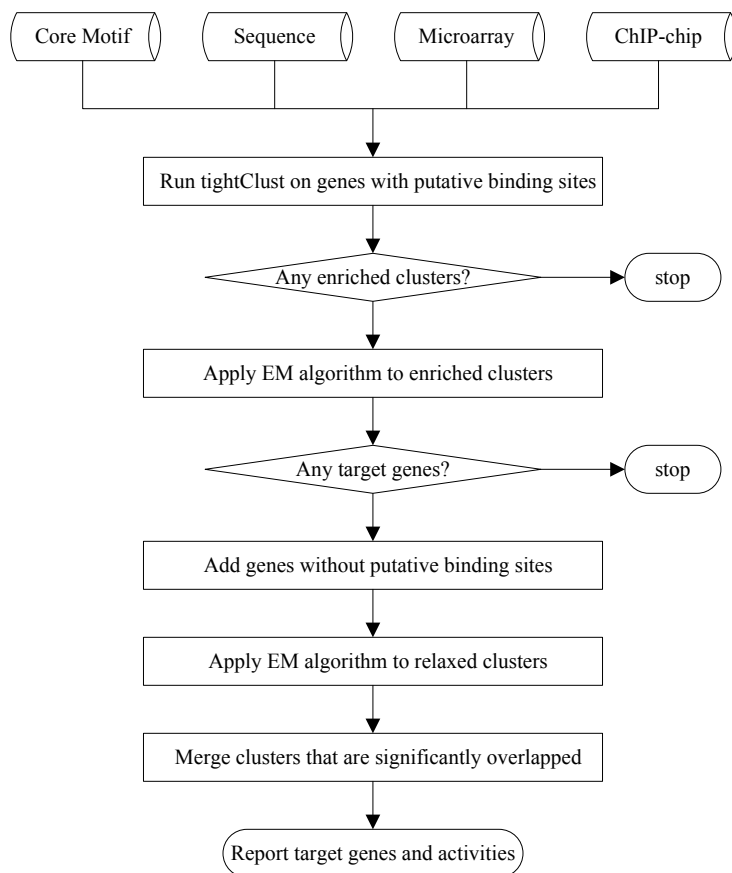 Core Motif
Sequence
Microarray
ChIP-chip
Run tightClust on genes with putative binding sites
Any enriched clusters?
stop
Apply EM algorithm to enriched clusters
Any target genes?
stop
Add genes without putative binding sites
Apply EM algorithm to relaxed clusters
Merge clusters that are significantly overlapped
Report target genes and activities